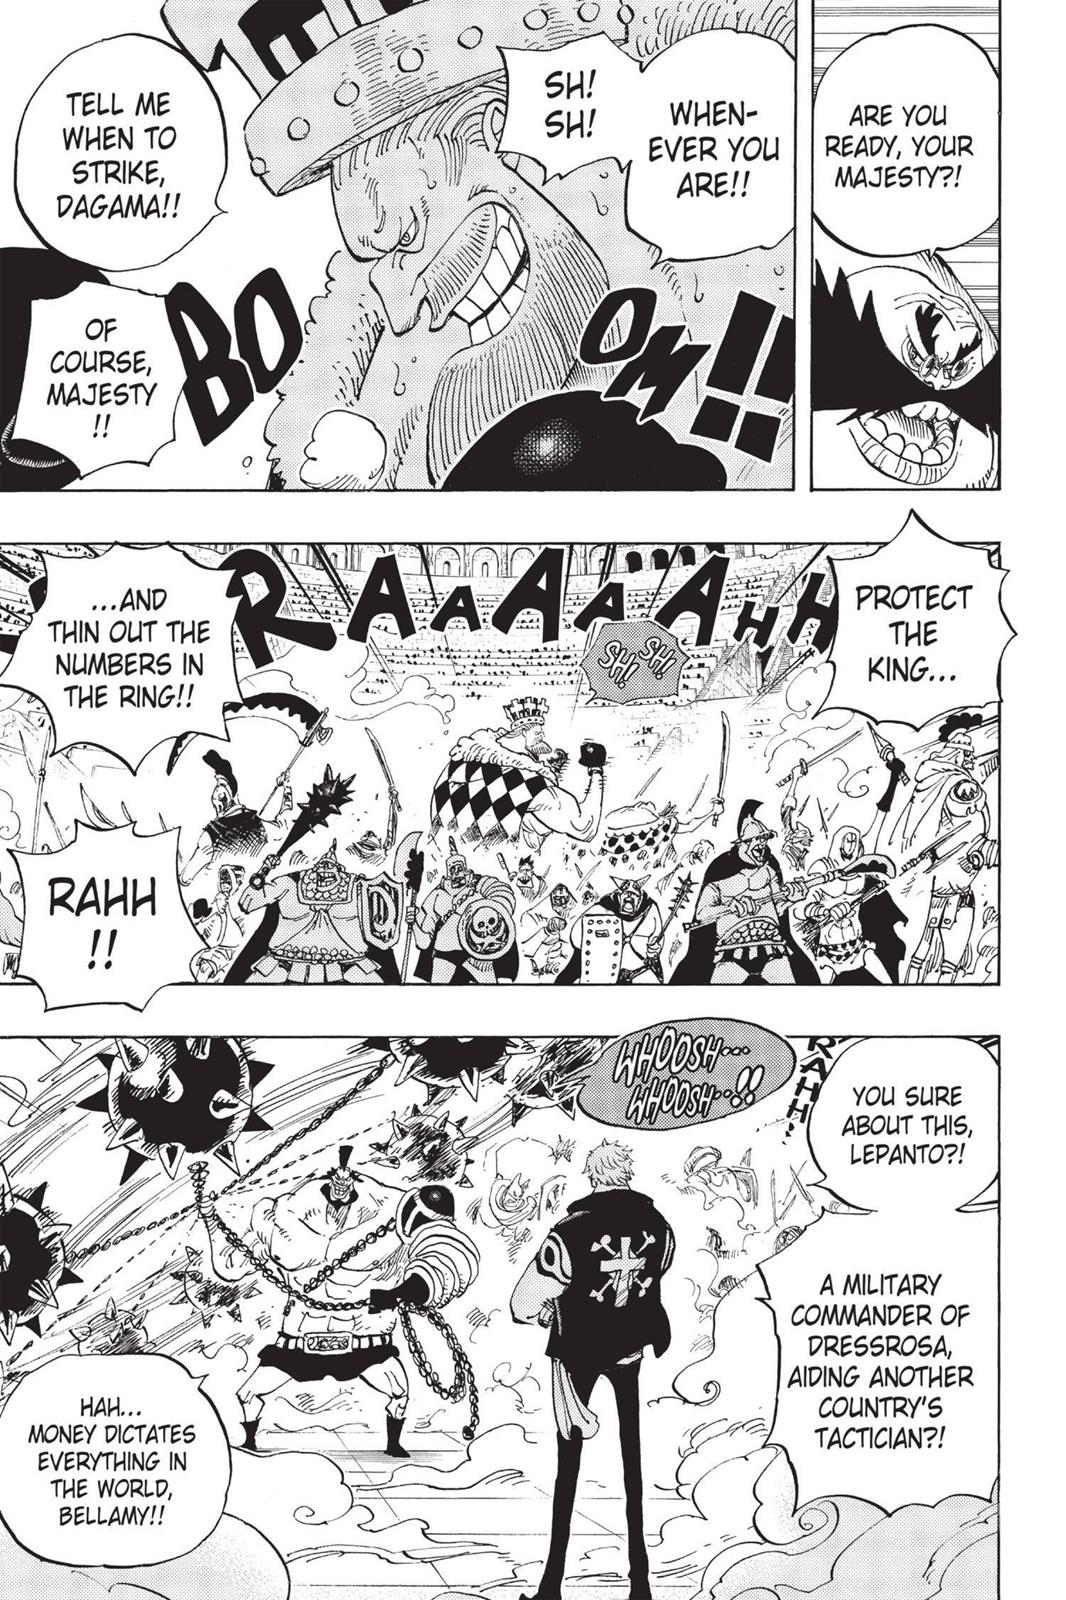 ARE YOU
READY, YOUR
MAJESTY?!
WHEN-
EVER YOU
ARE!!
SH!
SH!
TELL ME
WHEN TO
STRIKE,
DAGAMA!!
BOOM!!
OF
COURSE,
MAJESTY
!!
PROTECT
THE
KING...
RAAAAAHHH
SH!
SH!
...AND
THIN OUT THE
NUMBERS IN
THE RING!!
RAHH
!!
RAHH!
YOU SURE
ABOUT THIS,
LEPANTO?!
WHOOSH...
WHOOSH...!!
A MILITARY
COMMANDER OF
DRESSROSA,
AIDING ANOTHER
COUNTRY'S
TACTICIAN?!
HAH...
MONEY DICTATES
EVERYTHING IN
THE WORLD,
BELLAMY!!